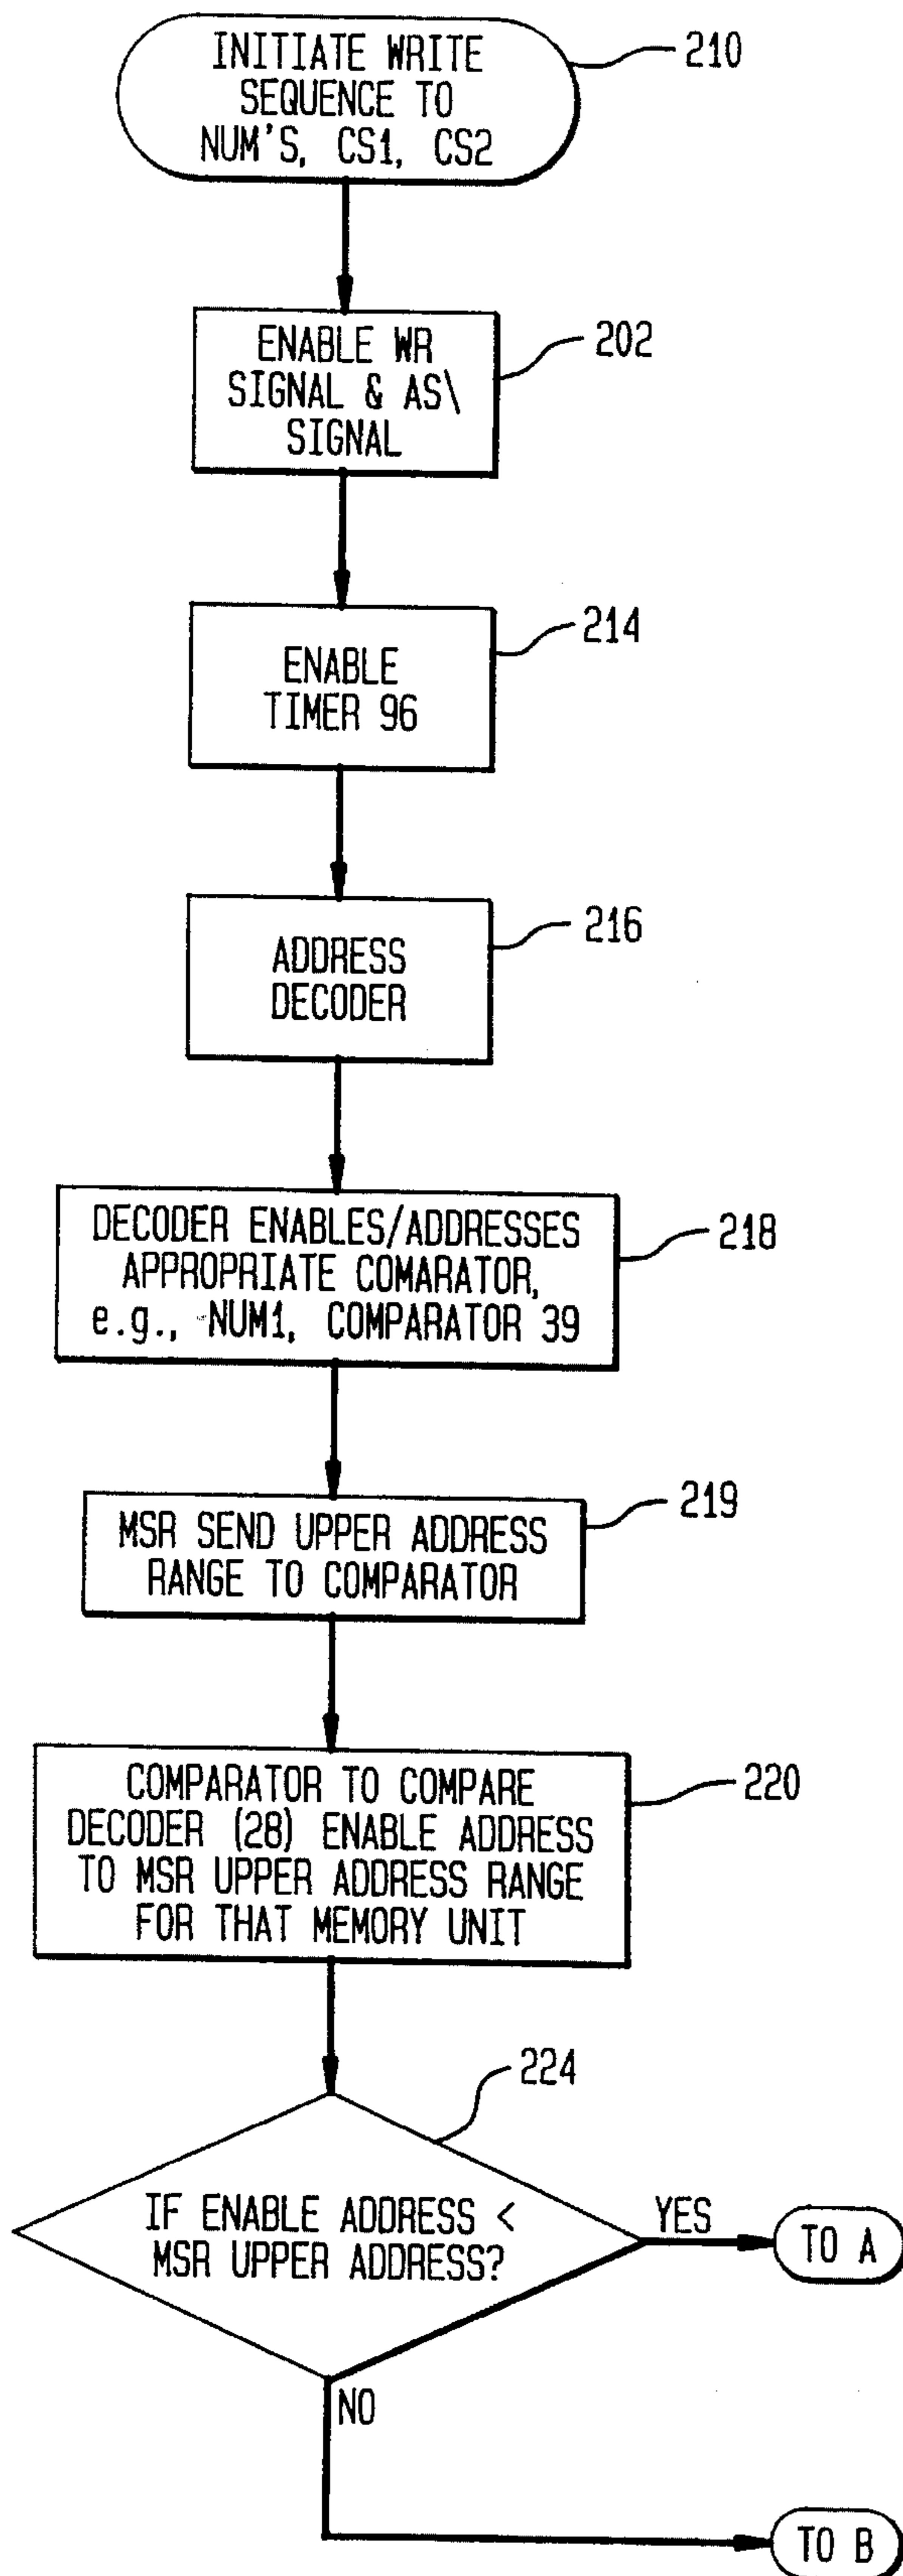 INITIATE WRITE
SEQUENCE TO
NUM'S, CS1, CS2
210
ENABLE WR
SIGNAL & AS\
SIGNAL
202
ENABLE
TIMER 96
214
ADDRESS
DECODER
216
DECODER ENABLES/ADDRESSES
APPROPRIATE COMARATOR,
e.g., NUM1, COMPARATOR 39
218
MSR SEND UPPER ADDRESS
RANGE TO COMPARATOR
219
COMPARATOR TO COMPARE
DECODER (28) ENABLE ADDRESS
TO MSR UPPER ADDRESS RANGE
FOR THAT MEMORY UNIT
220
224
IF ENABLE ADDRESS <
MSR UPPER ADDRESS?
YES
TO A
NO
TO B